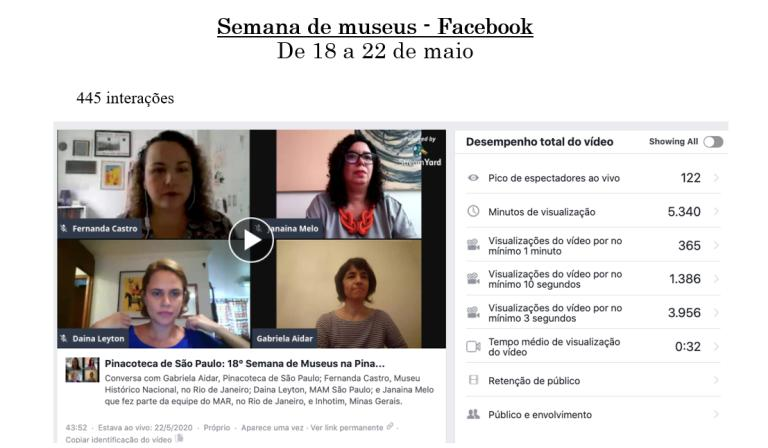 Semana de museus - Facebook
De 18 a 22 de maio
445 interações
Powered by
StreamYard
Fernanda Castro
Janaina Melo
Daina Leyton
Gabriela Aidar
Pinacoteca de São Paulo: 18º Semana de Museus na Pina...
Conversa com Gabriela Aidar, Pinacoteca de São Paulo; Fernanda Castro, Museu
Histórico Nacional, no Rio de Janeiro; Daina Leyton, MAM São Paulo; e Janaina Melo
que fez parte da equipe do MAR, no Rio de Janeiro, e Inhotim, Minas Gerais.
43:52 · Estava ao vivo: 22/5/2020 · Próprio · Aparece uma vez · Ver link permanente ·
Copiar identificação do vídeo
Desempenho total do vídeo Showing All
Pico de espectadores ao vivo 122
Minutos de visualização 5.340
Visualizações do vídeo por no
mínimo 1 minuto 365
Visualizações do vídeo por no
mínimo 10 segundos 1.386
Visualizações do vídeo por no
mínimo 3 segundos 3.956
Tempo médio de visualização
do vídeo 0:32
Retenção de público
Público e envolvimento